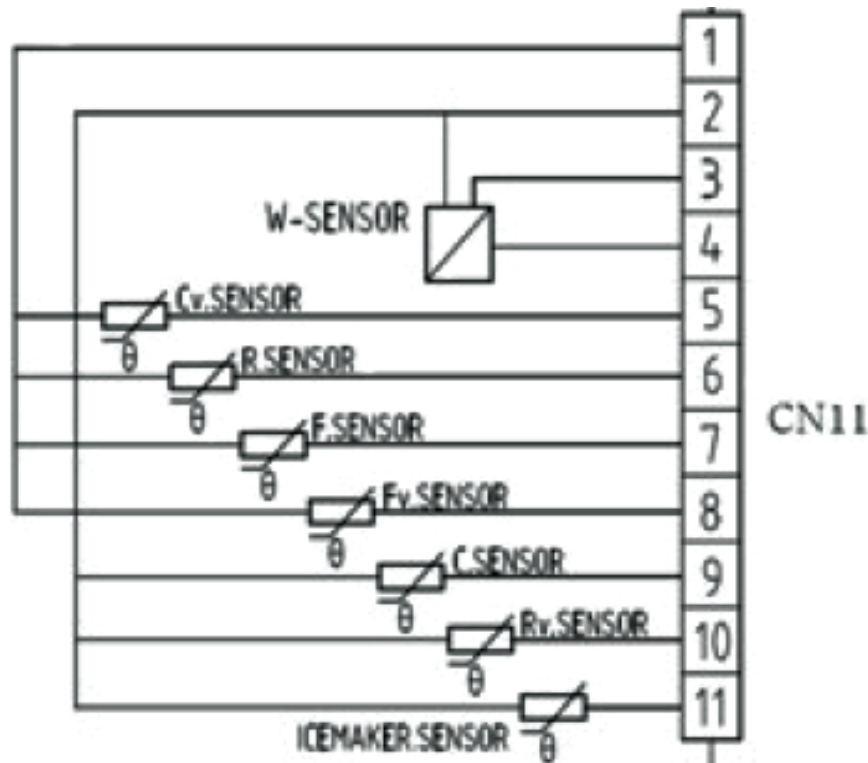 1
2
3
W-SENSOR
4
Cv.SENSOR
5
θ
R.SENSOR
6
θ
F.SENSOR
7
CN11
θ
Fv.SENSOR
8
θ
C.SENSOR
9
θ
Rv.SENSOR
10
θ
11
ICEMAKER.SENSOR
θ